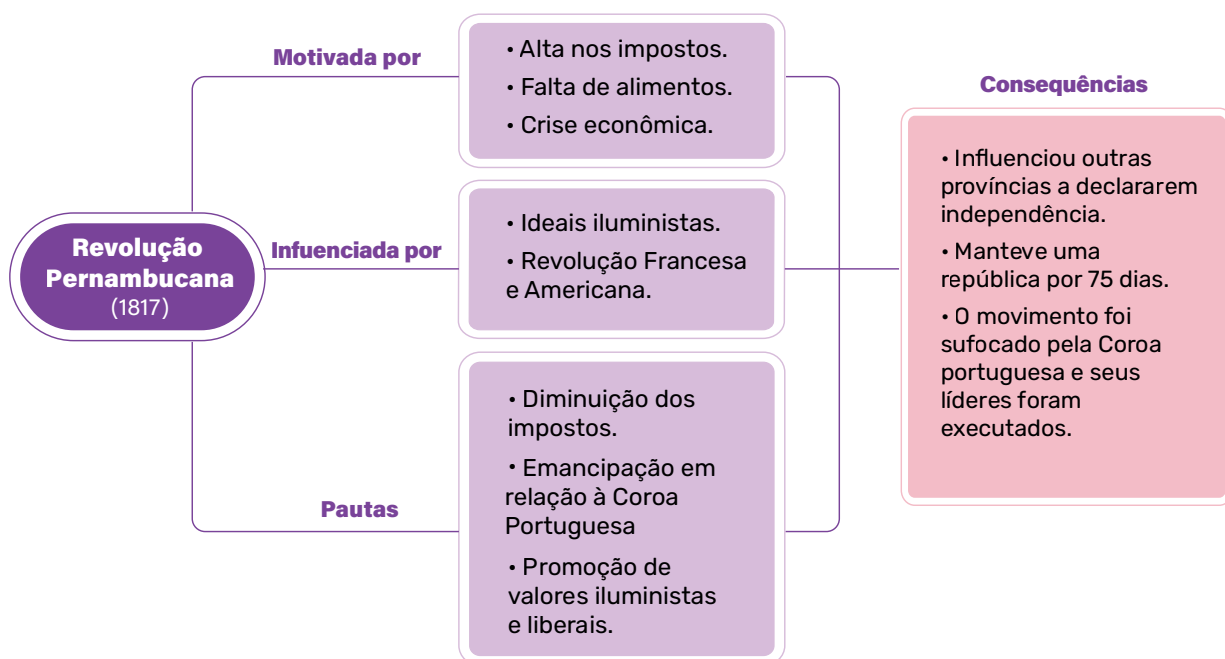 Revolução
Pernambucana
(1817)
Motivada por
• Alta nos impostos.
• Falta de alimentos.
• Crise econômica.
Infuenciada por
• Ideais iluministas.
• Revolução Francesa
e Americana.
Pautas
• Diminuição dos
impostos.
• Emancipação em
relação à Coroa
Portuguesa
• Promoção de
valores iluministas
e liberais.
Consequências
• Influenciou outras
províncias a declararem
independência.
• Manteve uma
república por 75 dias.
• O movimento foi
sufocado pela Coroa
portuguesa e seus
líderes foram
executados.